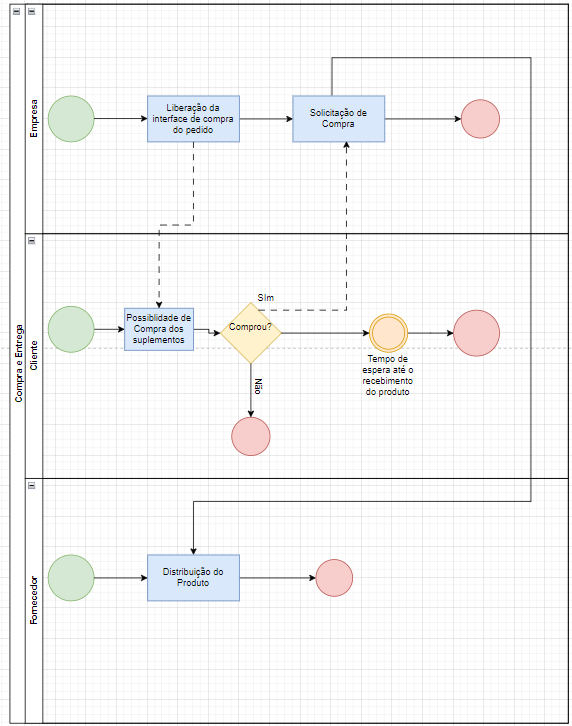 Compra e Entrega
Empresa
Liberação da
interface de compra
do pedido
Solicitação de
Compra
Cliente
Possiblidade de
Compra dos
suplementos
SIm
Comprou?
Não
Tempo de
espera até o
recebimento
do produto
Fornecedor
Distribuição do
Produto